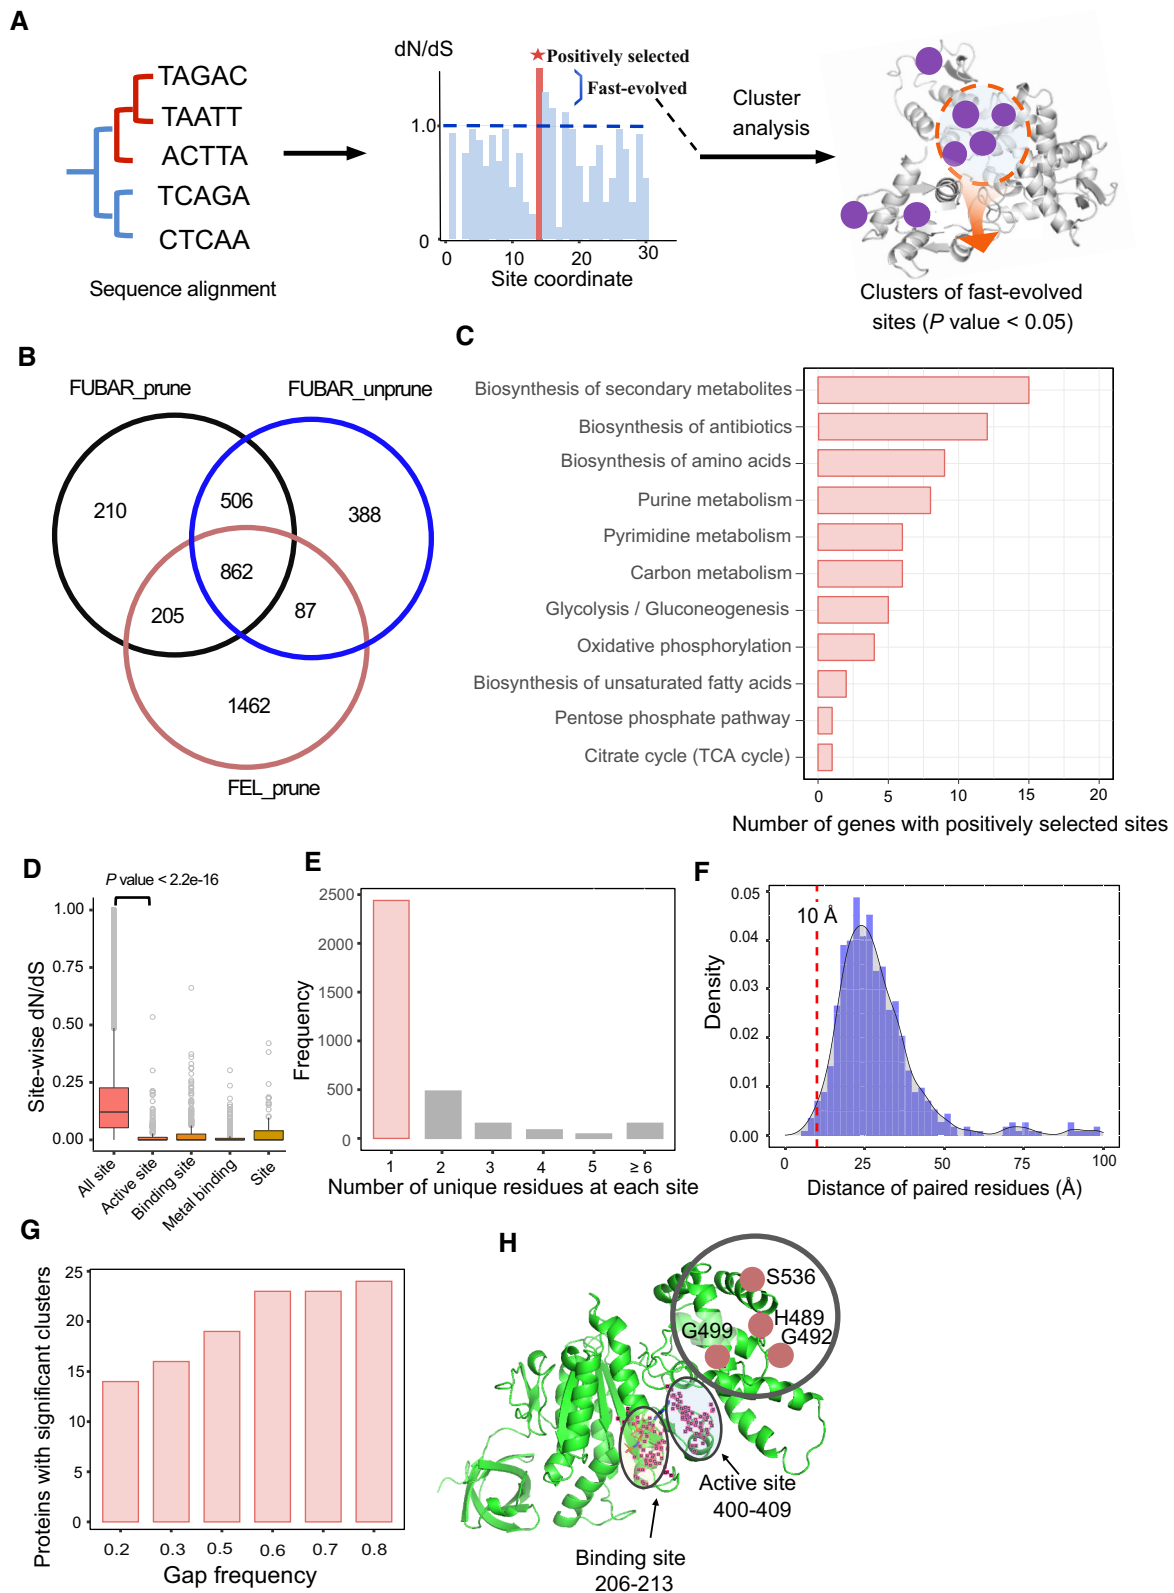 A
TAGAC
TAATT
ACTTA
TCAGA
CTCAA
Sequence alignment
dN/dS
★Positively selected
Fast-evolved
1.0
0
0 10 20 30
Site coordinate
Cluster
analysis
Clusters of fast-evolved
sites (P value < 0.05)
B
FUBAR_prune
FUBAR_unprune
210
506
388
862
205
87
1462
FEL_prune
C
Biosynthesis of secondary metabolites
Biosynthesis of antibiotics
Biosynthesis of amino acids
Purine metabolism
Pyrimidine metabolism
Carbon metabolism
Glycolysis / Gluconeogenesis
Oxidative phosphorylation
Biosynthesis of unsaturated fatty acids
Pentose phosphate pathway
Citrate cycle (TCA cycle)
0 5 10 15 20
Number of genes with positively selected sites
D
P value < 2.2e-16
Site-wise dN/dS
1.00
0.75
0.50
0.25
0.00
All site
Active site
Binding site
Metal binding
Site
E
Frequency
2500
2000
1500
1000
500
0
1 2 3 4 5 ≥ 6
Number of unique residues at each site
F
Density
0.05
0.04
0.03
0.02
0.01
0.00
10 Å
0 25 50 75 100
Distance of paired residues (Å)
G
Proteins with significant clusters
25
20
15
10
5
0
0.2 0.3 0.5 0.6 0.7 0.8
Gap frequency
H
S536
H489
G499
G492
Active site
400-409
Binding site
206-213